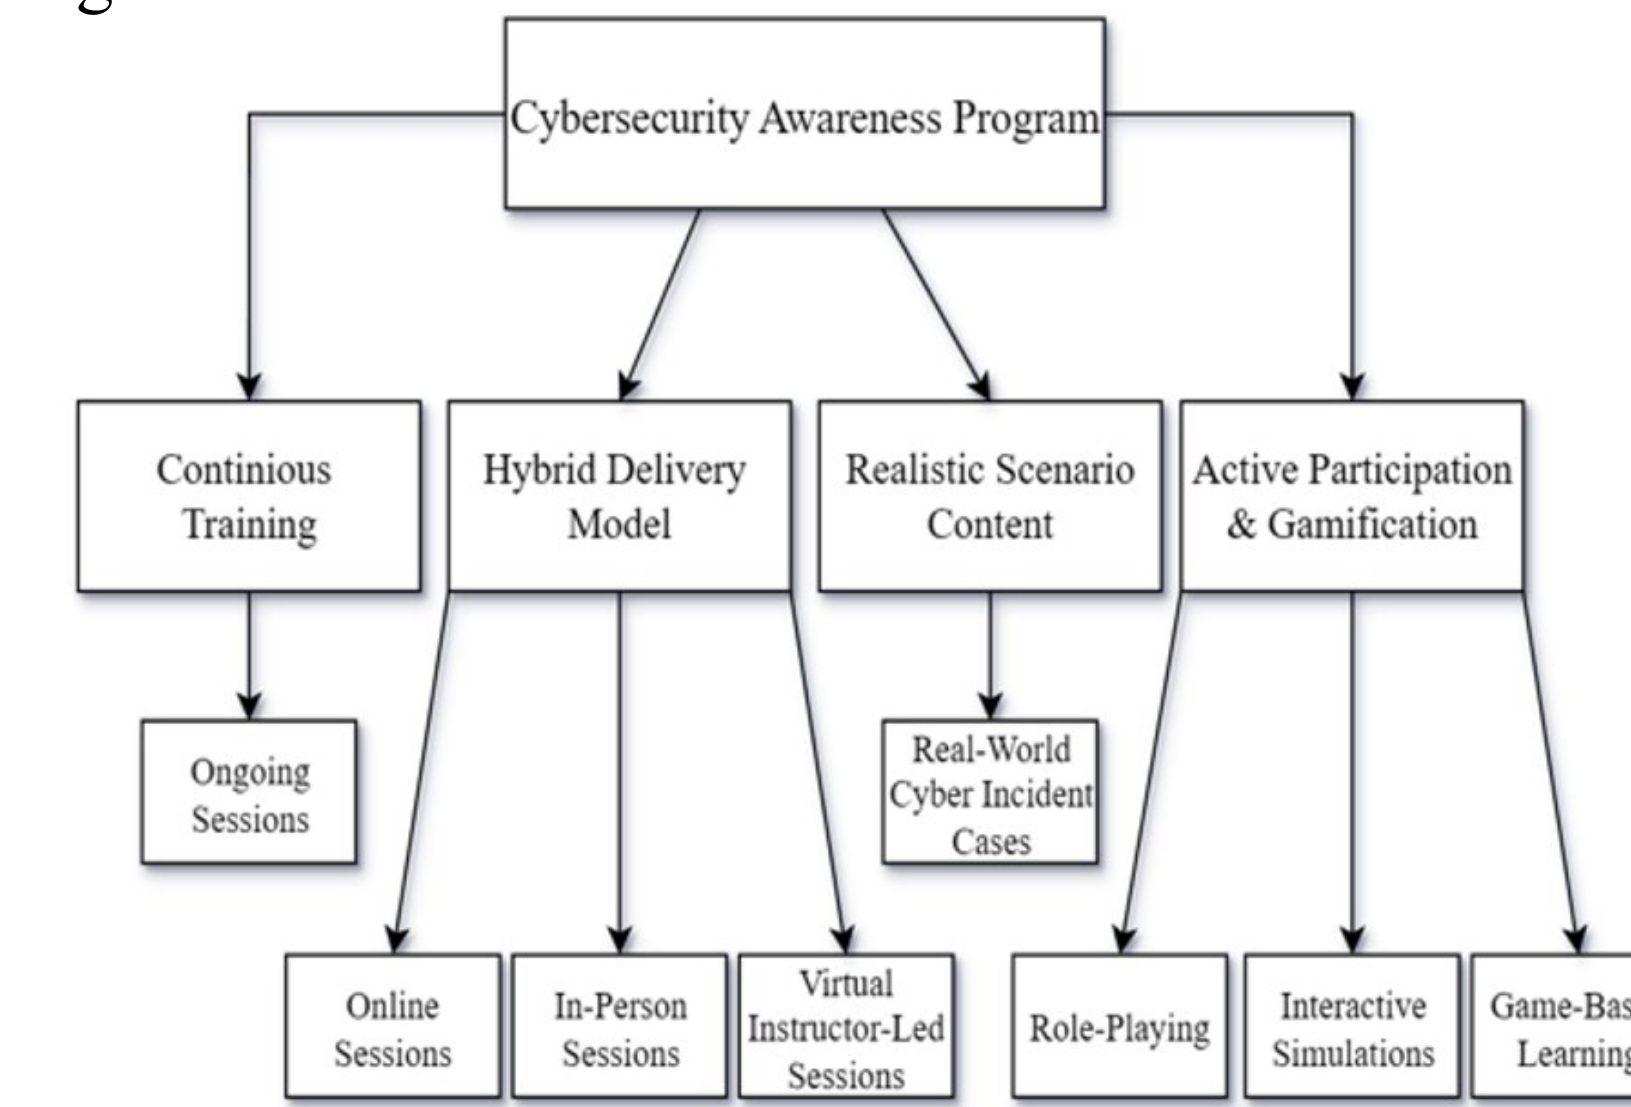 Cybersecurity Awareness Program
Continious
Training
Hybrid Delivery
Model
Realistic Scenario
Content
Active Participation
& Gamification
Ongoing
Sessions
Real-World
Cyber Incident
Cases
Online
Sessions
In-Person
Sessions
Virtual
Instructor-Led
Sessions
Role-Playing
Interactive
Simulations
Learning